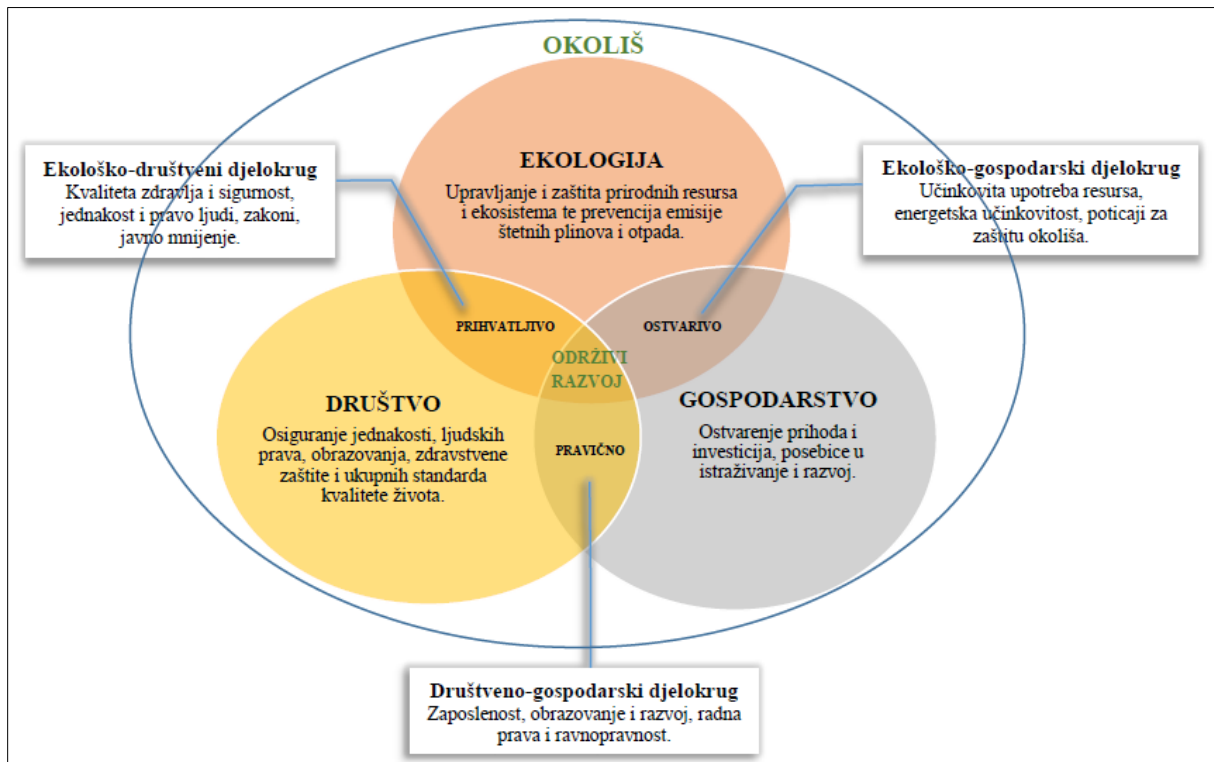 OKOLIŠ
EKOLOGIJA
Upravljanje i zaštita prirodnih resursa
i ekosistema te prevencija emisije
štetnih plinova i otpada.
Ekološko-društveni djelokrug
Kvaliteta zdravlja i sigurnost,
jednakost i pravo ljudi, zakoni,
javno mnijenje.
Ekološko-gospodarski djelokrug
Učinkovita upotreba resursa,
energetska učinkovitost, poticaji za
zaštitu okoliša.
PRIHVATLJIVO
OSTVARIVO
ODRŽIVI
RAZVOJ
DRUŠTVO
Osiguranje jednakosti, ljudskih
prava, obrazovanja, zdravstvene
zaštite i ukupnih standarda
kvalitete života.
PRAVIČNO
GOSPODARSTVO
Ostvarenje prihoda i
investicija, posebice u
istraživanje i razvoj.
Društveno-gospodarski djelokrug
Zaposlenost, obrazovanje i razvoj, radna
prava i ravnopravnost.